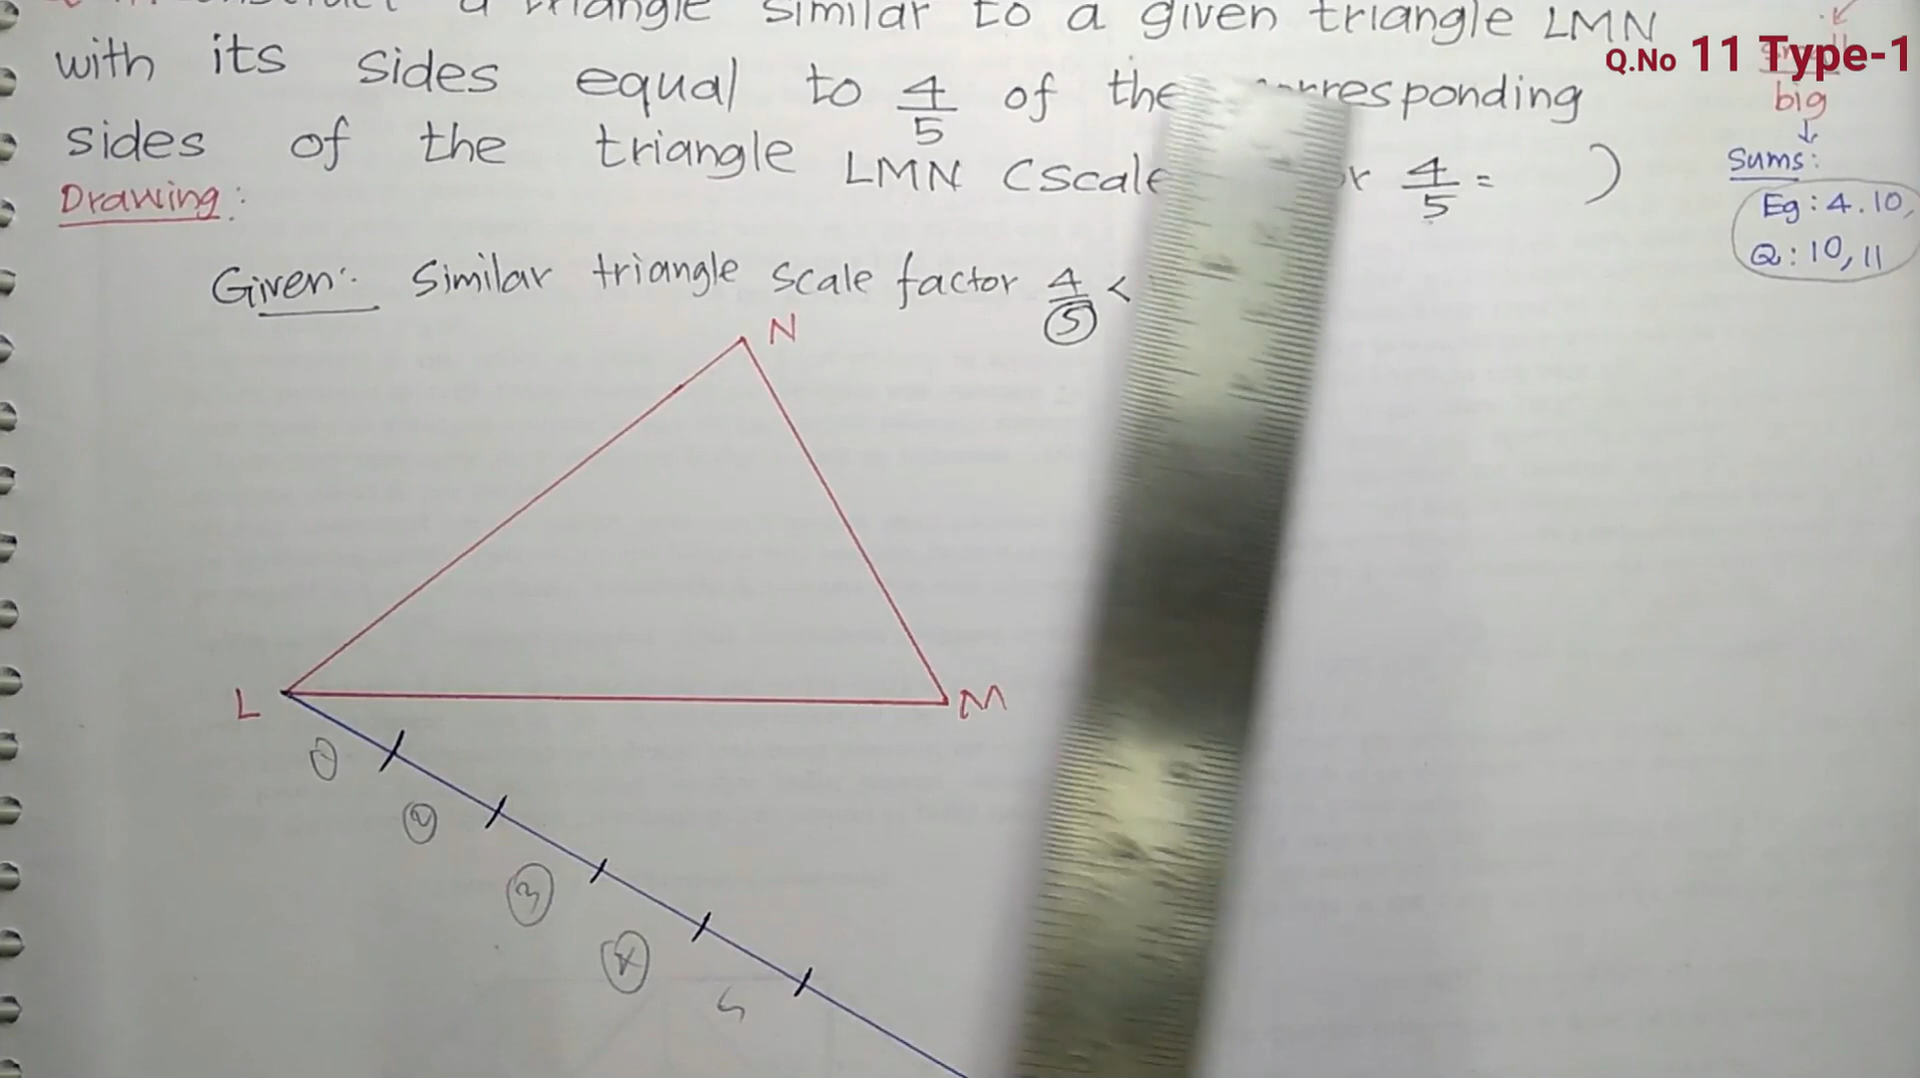 a triangle similar to a given triangle LMN
with its sides equal to 4/5 of the corresponding
sides of the triangle LMN (scale 4/5 = )
Q.No 11 Type-1
big
Sums:
Eg: 4.10,
Q: 10, 11
Drawing:
Given: Similar triangle scale factor 4/5 <
N
L
M
1
2
3
4
5